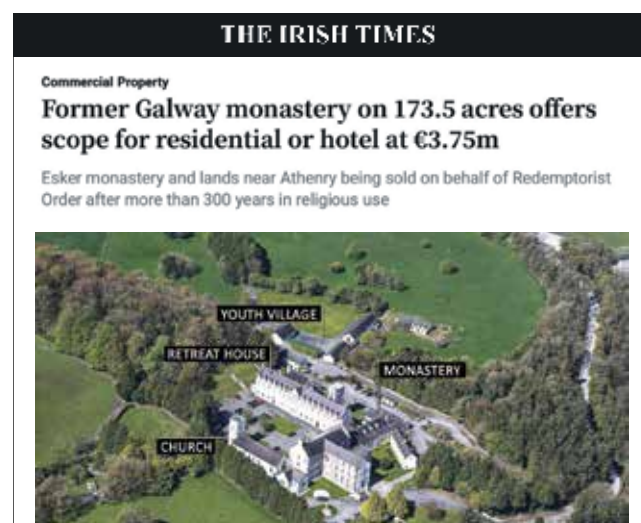 THE IRISH TIMES
Commercial Property
Former Galway monastery on 173.5 acres offers
scope for residential or hotel at €3.75m
Esker monastery and lands near Athenry being sold on behalf of Redemptorist
Order after more than 300 years in religious use
YOUTH VILLAGE
RETREAT HOUSE
MONASTERY
CHURCH